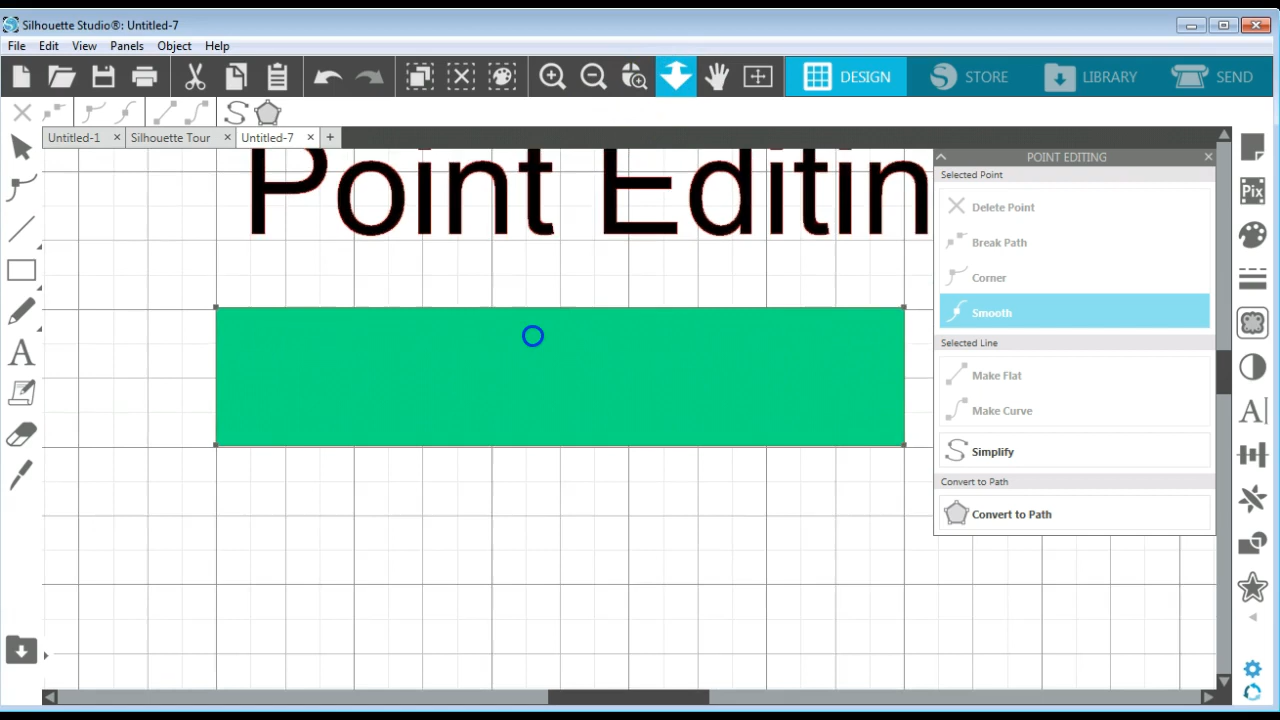 Silhouette Studio®: Untitled-7
File Edit View Panels Object Help
DESIGN STORE LIBRARY SEND
Untitled-1 Silhouette Tour Untitled-7
Point Editin
POINT EDITING
Selected Point
Delete Point
Break Path
Corner
Smooth
Selected Line
Make Flat
Make Curve
Simplify
Convert to Path
Convert to Path
Pix
A
A